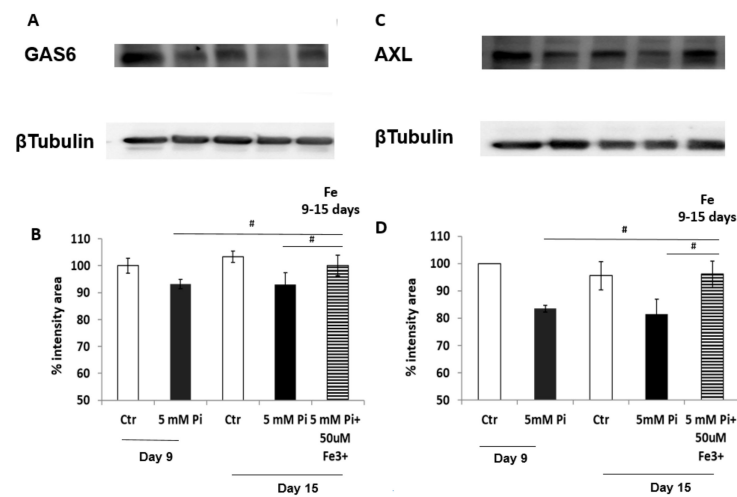 A
GAS6
βTubulin
C
AXL
βTubulin
Fe
9-15 days
B
#
#
% intensity area
110
100
90
80
70
60
50
Ctr
5 mM Pi
Ctr
5 mM Pi
5 mM Pi+
50uM
Fe3+
Day 9
Day 15
Fe
9-15 days
D
#
#
% intensity area
110
100
90
80
70
60
50
Ctr
5mM Pi
Ctr
5mM Pi
5 mM Pi+
50uM
Fe3+
Day 9
Day 15